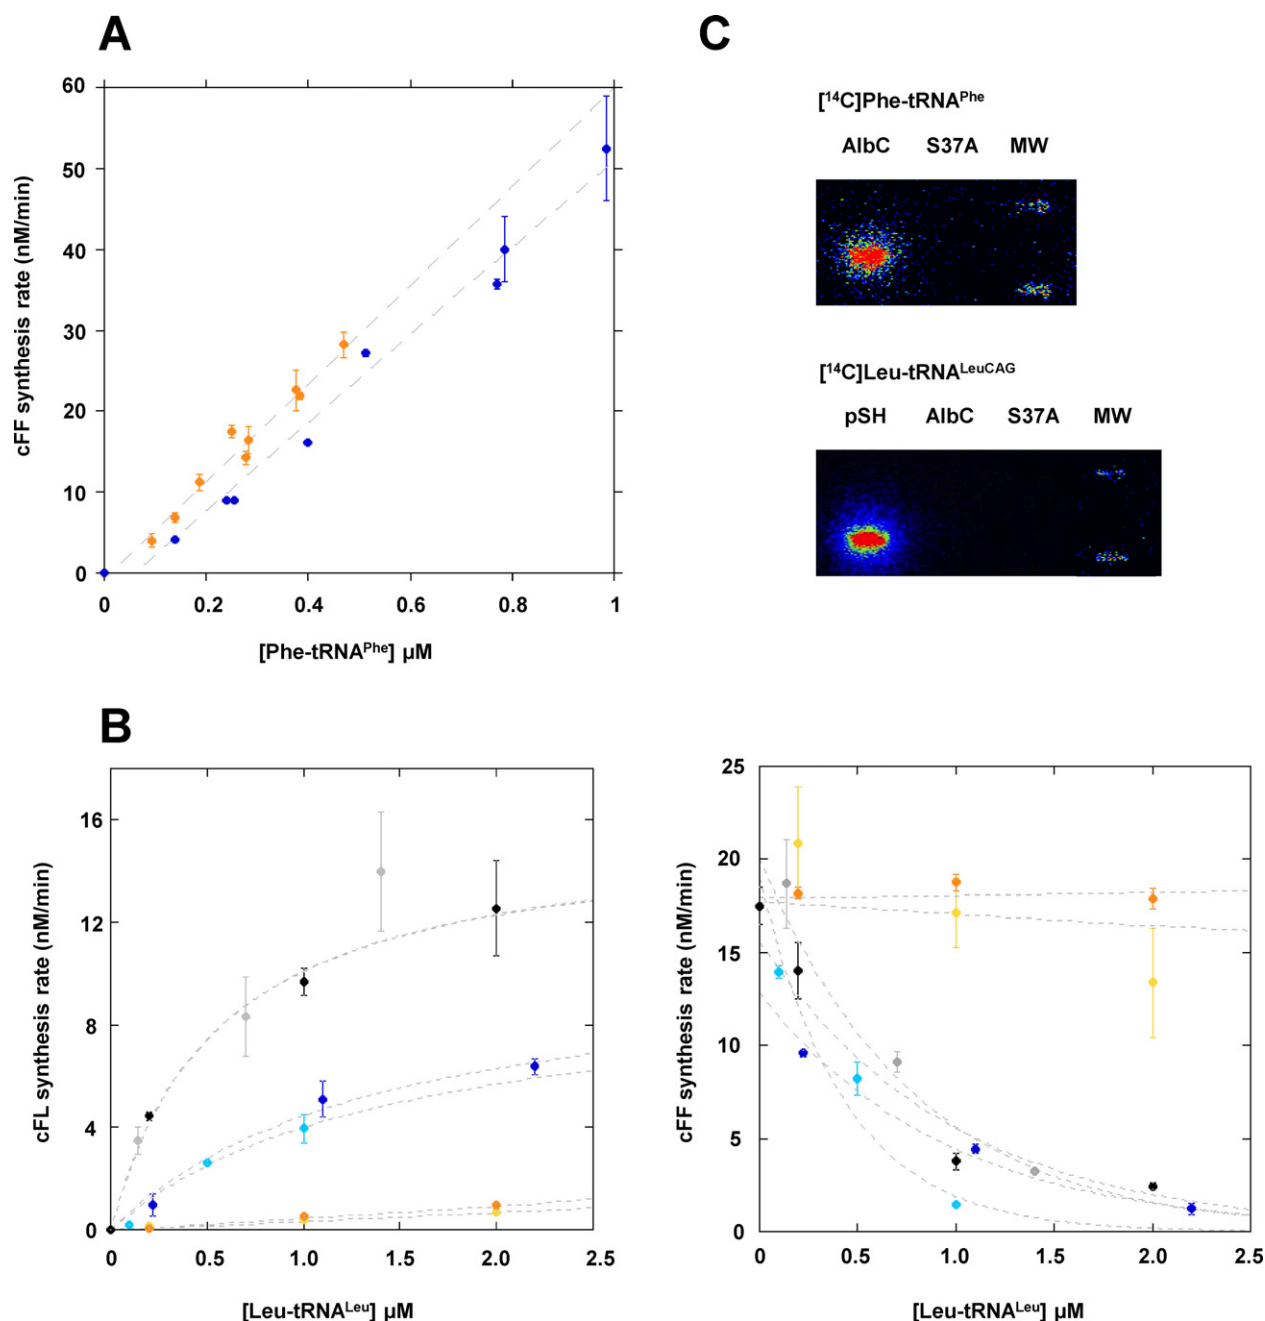 A
60
50
40
30
20
10
0
0
0.2
0.4
0.6
0.8
1
cFF synthesis rate (nM/min)
[Phe-tRNAPhe] µM
C
[14C]Phe-tRNAPhe
AlbC S37A MW
[14C]Leu-tRNALeuCAG
pSH AlbC S37A MW
B
16
12
8
4
0
0
0.5
1.0
1.5
2.0
2.5
cFL synthesis rate (nM/min)
[Leu-tRNALeu] µM
25
20
15
10
5
0
0
0.5
1.0
1.5
2.0
2.5
cFF synthesis rate (nM/min)
[Leu-tRNALeu] µM